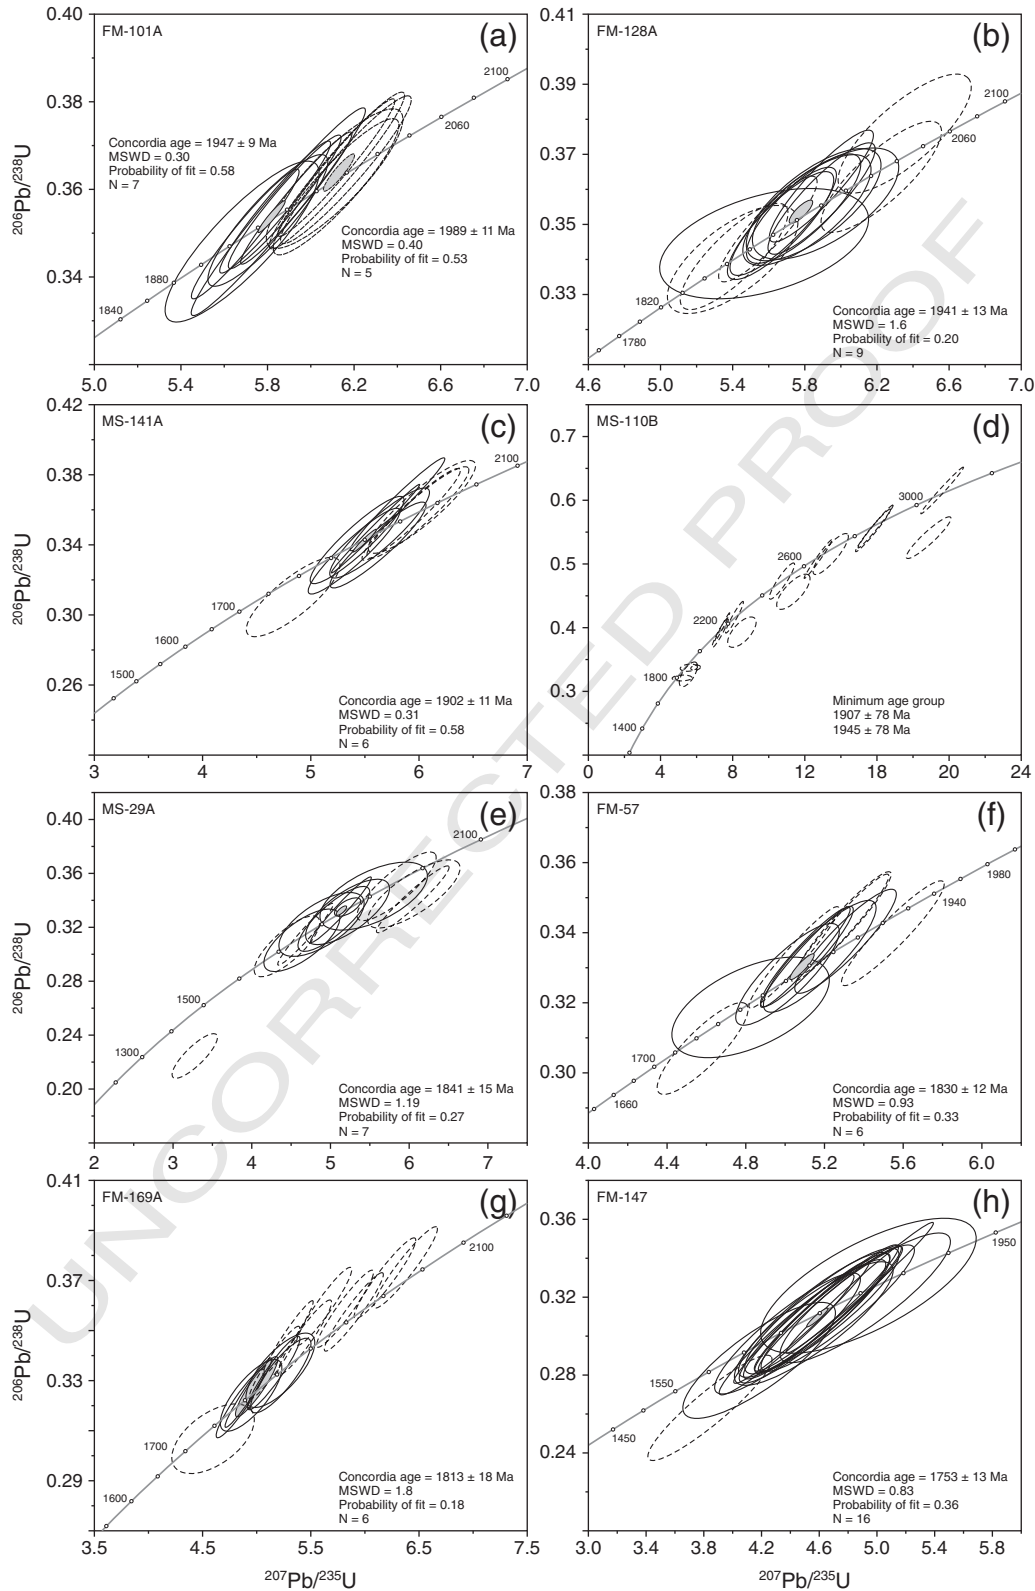 (a)
FM-101A
0.40
0.38
0.36
0.34
206Pb/238U
Concordia age = 1947 ± 9 Ma
MSWD = 0.30
Probability of fit = 0.58
N = 7
Concordia age = 1989 ± 11 Ma
MSWD = 0.40
Probability of fit = 0.53
N = 5
1840
1880
2060
2100
5.0 5.4 5.8 6.2 6.6 7.0
(b)
FM-128A
0.41
0.39
0.37
0.35
0.33
1780
1820
2060
2100
Concordia age = 1941 ± 13 Ma
MSWD = 1.6
Probability of fit = 0.20
N = 9
4.6 5.0 5.4 5.8 6.2 6.6 7.0
(c)
MS-141A
0.42
0.38
0.34
0.30
0.26
206Pb/238U
1500
1600
1700
2100
Concordia age = 1902 ± 11 Ma
MSWD = 0.31
Probability of fit = 0.58
N = 6
3 4 5 6 7
(d)
MS-110B
0.7
0.6
0.5
0.4
0.3
1400
1800
2200
2600
3000
Minimum age group
1907 ± 78 Ma
1945 ± 78 Ma
0 4 8 12 16 20 24
(e)
MS-29A
0.40
0.36
0.32
0.28
0.24
0.20
206Pb/238U
1300
1500
2100
Concordia age = 1841 ± 15 Ma
MSWD = 1.19
Probability of fit = 0.27
N = 7
2 3 4 5 6 7
(f)
FM-57
0.38
0.36
0.34
0.32
0.30
1660
1700
1940
1980
Concordia age = 1830 ± 12 Ma
MSWD = 0.93
Probability of fit = 0.33
N = 6
4.0 4.4 4.8 5.2 5.6 6.0
(g)
FM-169A
0.41
0.37
0.33
0.29
206Pb/238U
1600
1700
2100
Concordia age = 1813 ± 18 Ma
MSWD = 1.8
Probability of fit = 0.18
N = 6
3.5 4.5 5.5 6.5 7.5
207Pb/235U
(h)
FM-147
0.36
0.32
0.28
0.24
1450
1550
1950
Concordia age = 1753 ± 13 Ma
MSWD = 0.83
Probability of fit = 0.36
N = 16
3.0 3.4 3.8 4.2 4.6 5.0 5.4 5.8
207Pb/235U
UNCORRECTED PROOF